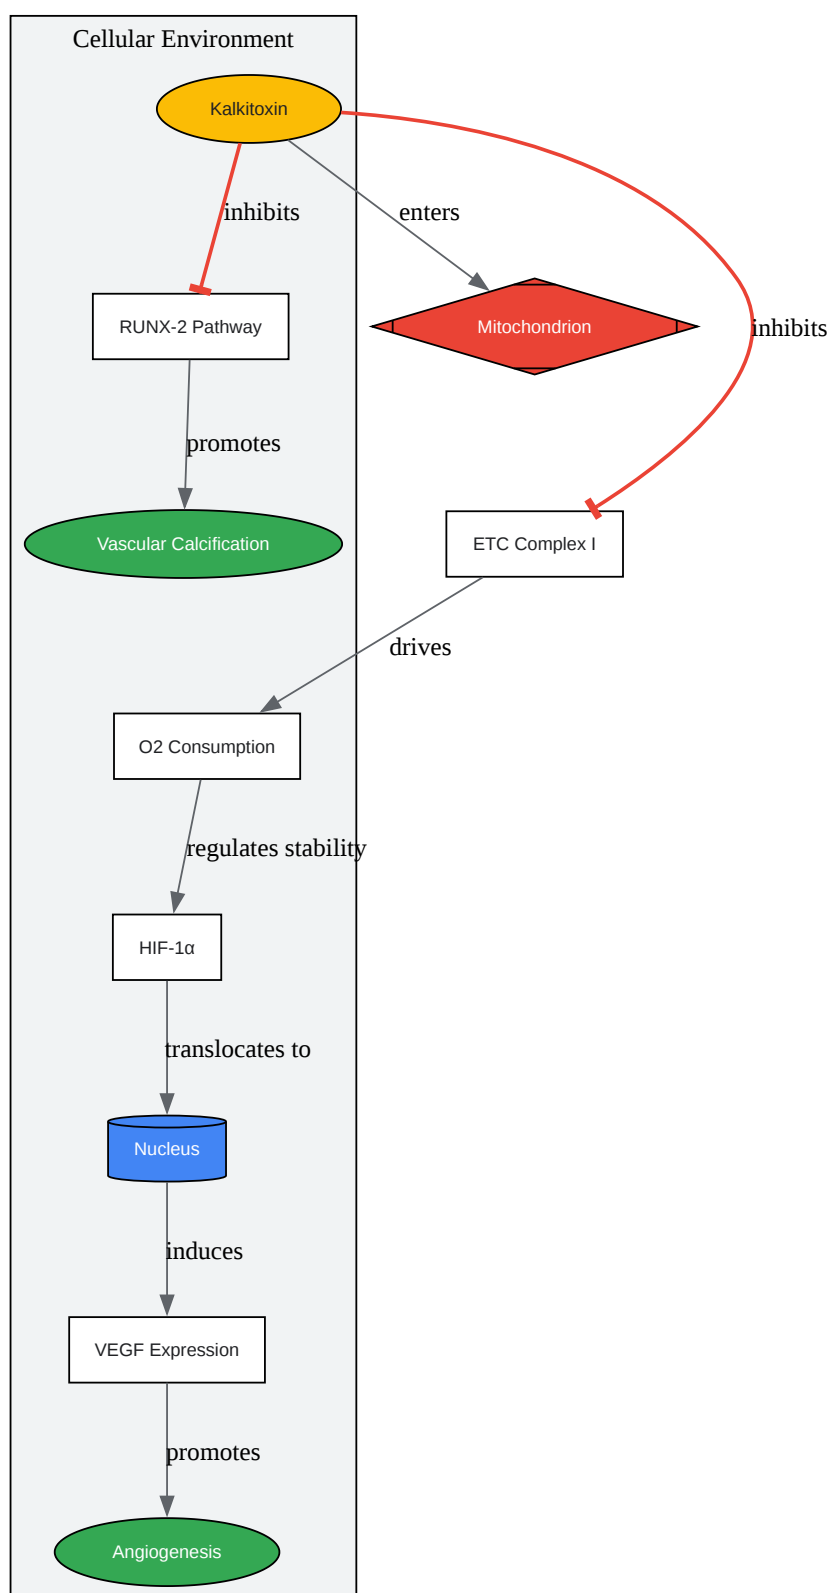 Cellular Environment
Kalkitoxin
inhibits
enters
RUNX-2 Pathway
Mitochondrion
inhibits
promotes
Vascular Calcification
ETC Complex I
drives
O2 Consumption
regulates stability
HIF-1α
translocates to
Nucleus
induces
VEGF Expression
promotes
Angiogenesis